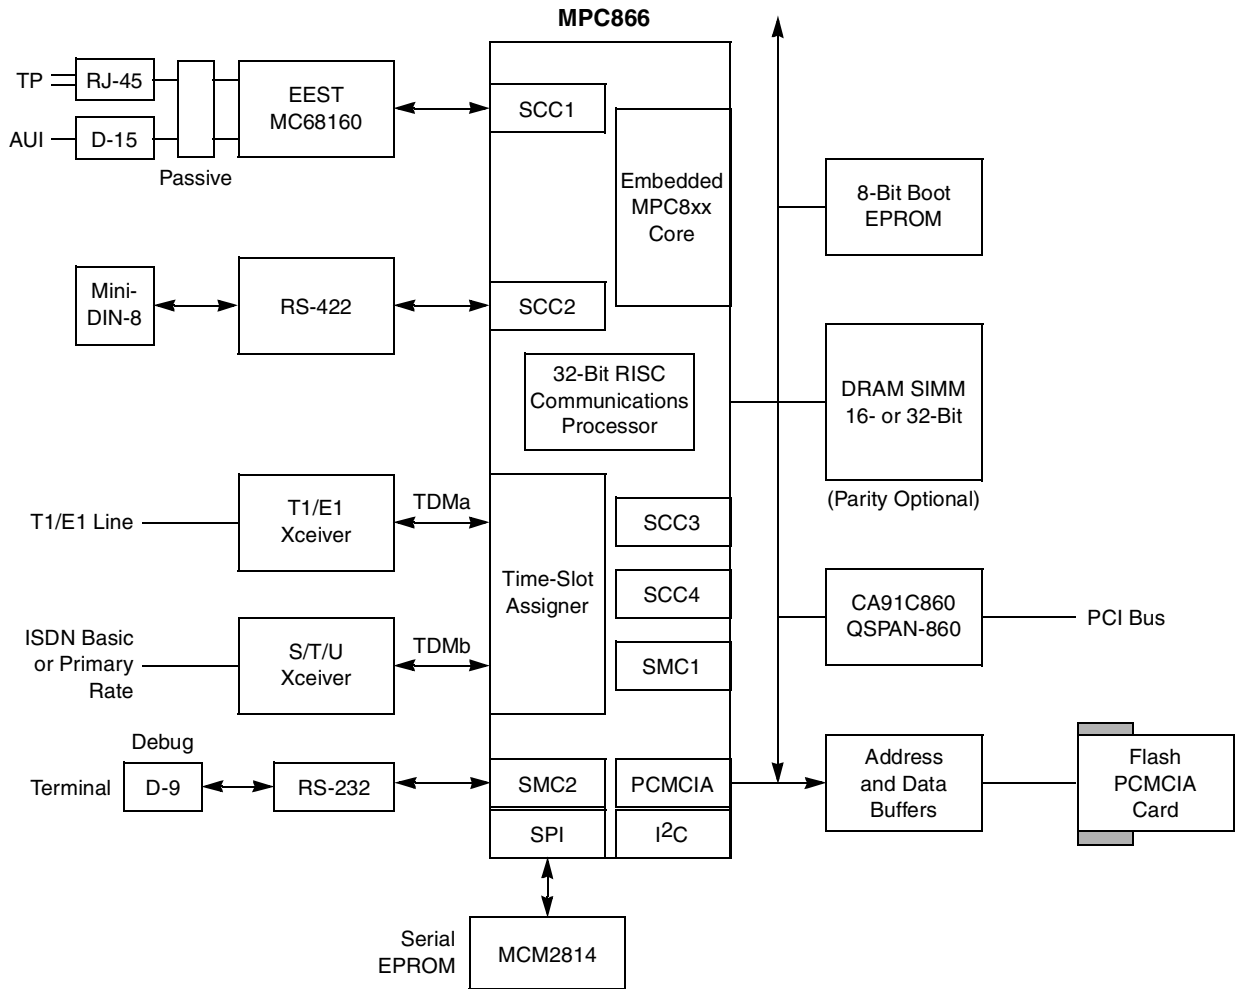 MPC866
TP
RJ-45
AUI
D-15
Passive
EEST
MC68160
SCC1
Embedded
MPC8xx
Core
8-Bit Boot
EPROM
Mini-
DIN-8
RS-422
SCC2
32-Bit RISC
Communications
Processor
DRAM SIMM
16- or 32-Bit
(Parity Optional)
T1/E1 Line
T1/E1
Xceiver
TDMa
Time-Slot
Assigner
SCC3
SCC4
SMC1
CA91C860
QSPAN-860
PCI Bus
ISDN Basic
or Primary
Rate
S/T/U
Xceiver
TDMb
Debug
Terminal
D-9
RS-232
SMC2
PCMCIA
SPI
I2C
Address
and Data
Buffers
Flash
PCMCIA
Card
Serial
EPROM
MCM2814